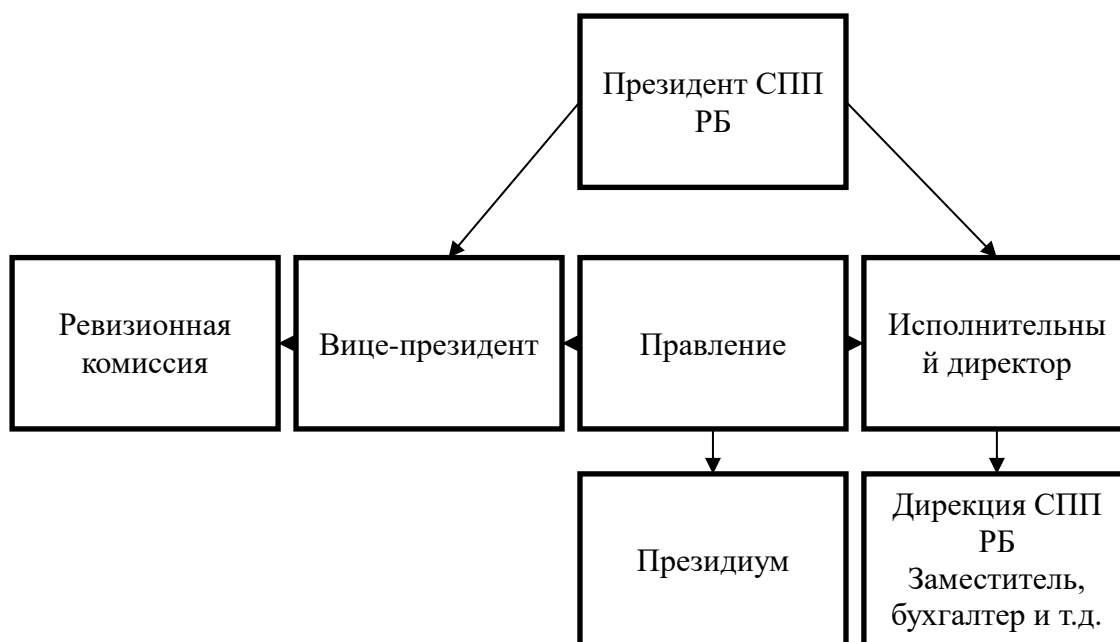 Президент СПП
РБ
Ревизионная
комиссия
Вице-президент
Правление
Исполнительны
й директор
Президиум
Дирекция СПП
РБ
Заместитель,
бухгалтер и т.д.